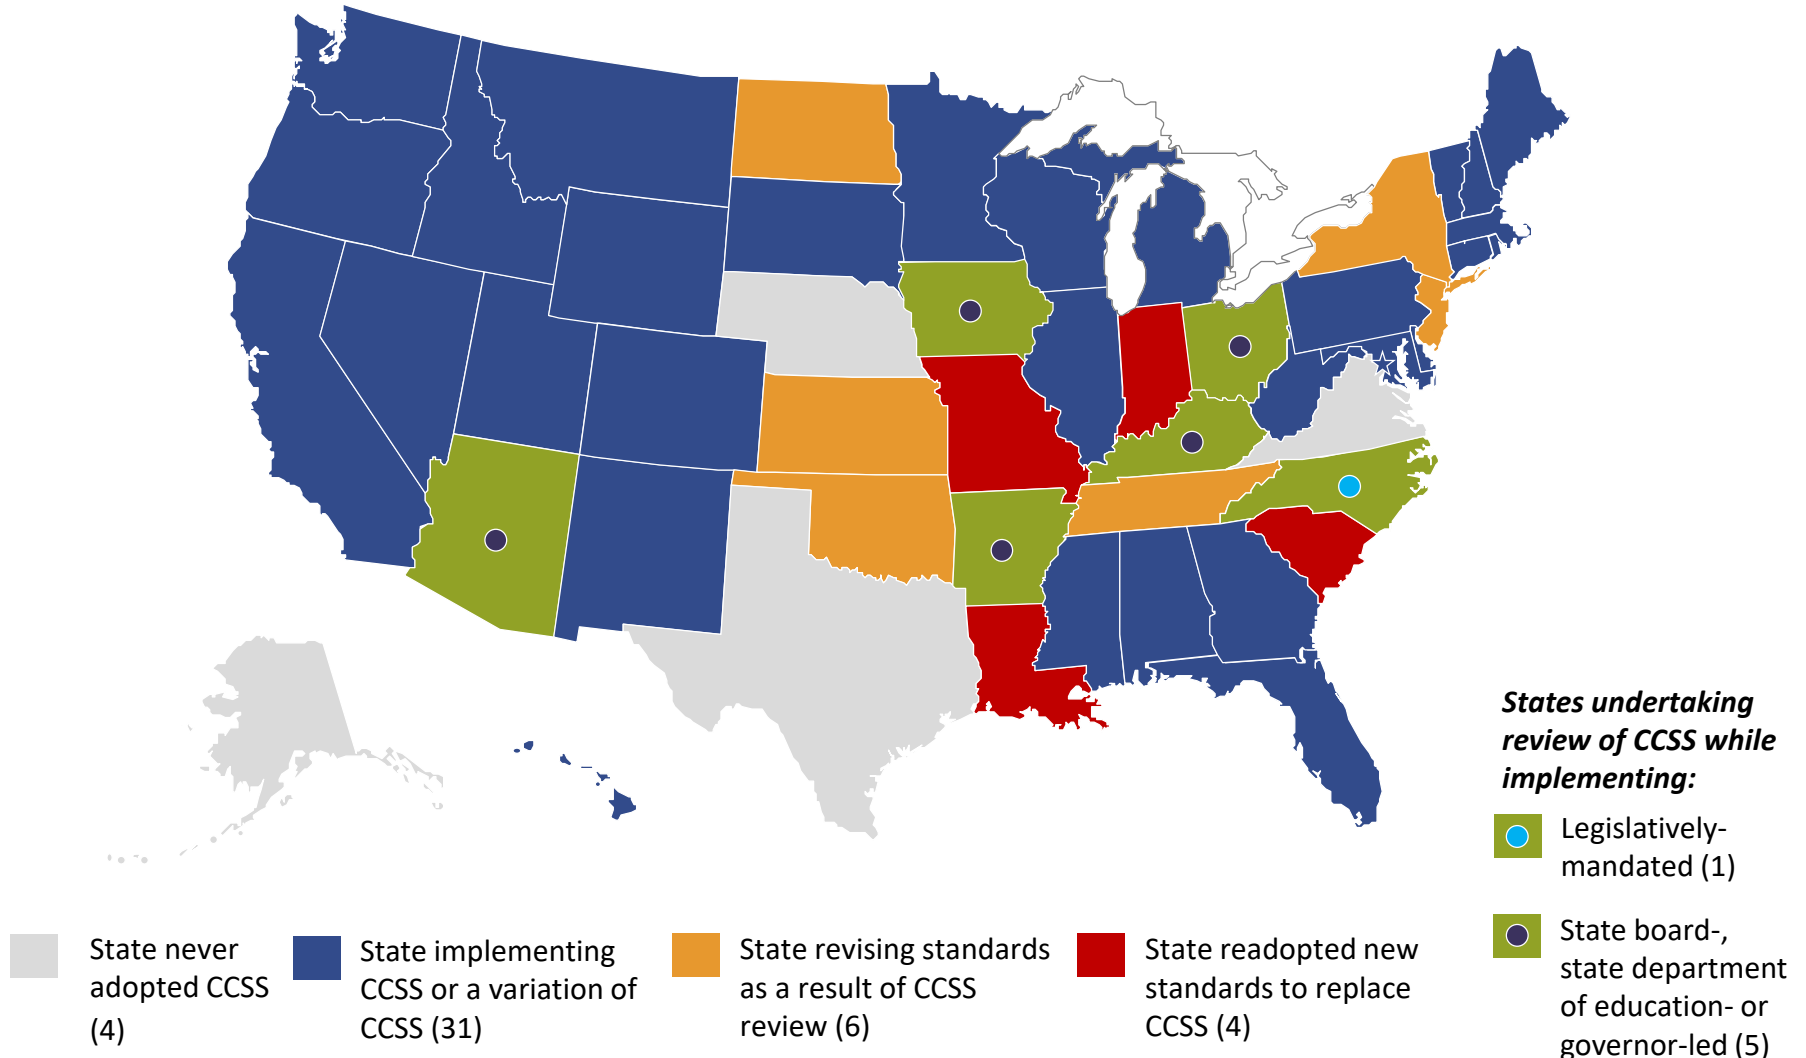 States undertaking
review of CCSS while
implementing:
Legislatively-
mandated (1)
State board-,
state department
of education- or
governor-led (5)
State never
adopted CCSS
(4)
State implementing
CCSS or a variation of
CCSS (31)
State revising standards
as a result of CCSS
review (6)
State readopted new
standards to replace
CCSS (4)